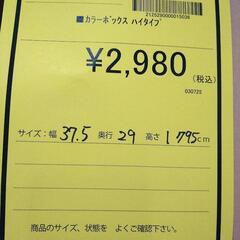 2125290000015036
■カラーボックス ハイタイプ
¥2,980
(税込)
030725
サイズ:幅 37.5 奥行 29 高さ 1795cm
商品のサイズ、状態を よくご確認下さい。